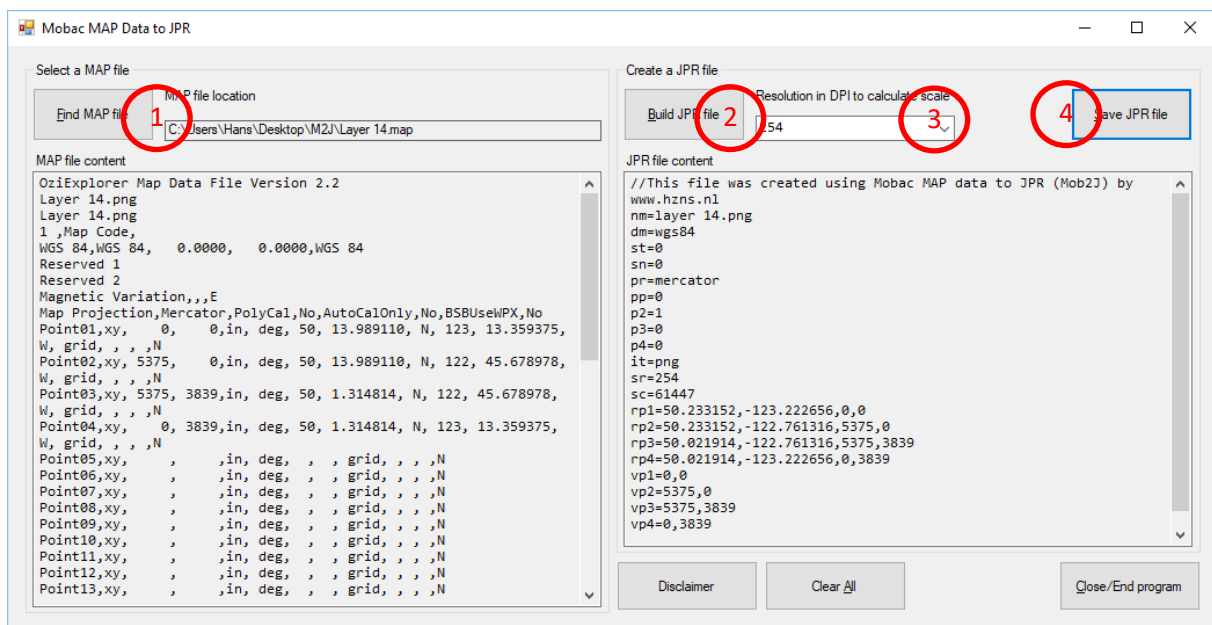 Mobac MAP Data to JPR
Select a MAP file
Find MAP file
1
MAP file location
C:\Users\Hans\Desktop\M2J\Layer 14.map
MAP file content
OziExplorer Map Data File Version 2.2
Layer 14.png
Layer 14.png
1 ,Map Code,
WGS 84,WGS 84,   0.0000,   0.0000,WGS 84
Reserved 1
Reserved 2
Magnetic Variation,,,E
Map Projection,Mercator,PolyCal,No,AutoCalOnly,No,BSBUseWPX,No
Point01,xy,    0,    0,in, deg, 50, 13.989110, N, 123, 13.359375,
W, grid, , , ,N
Point02,xy, 5375,    0,in, deg, 50, 13.989110, N, 122, 45.678978,
W, grid, , , ,N
Point03,xy, 5375, 3839,in, deg, 50, 1.314814, N, 122, 45.678978,
W, grid, , , ,N
Point04,xy,    0, 3839,in, deg, 50, 1.314814, N, 123, 13.359375,
W, grid, , , ,N
Point05,xy,     ,     ,in, deg,  ,  , grid, , , ,N
Point06,xy,     ,     ,in, deg,  ,  , grid, , , ,N
Point07,xy,     ,     ,in, deg,  ,  , grid, , , ,N
Point08,xy,     ,     ,in, deg,  ,  , grid, , , ,N
Point09,xy,     ,     ,in, deg,  ,  , grid, , , ,N
Point10,xy,     ,     ,in, deg,  ,  , grid, , , ,N
Point11,xy,     ,     ,in, deg,  ,  , grid, , , ,N
Point12,xy,     ,     ,in, deg,  ,  , grid, , , ,N
Point13,xy,     ,     ,in, deg,  ,  , grid, , , ,N
Create a JPR file
Build JPR file
2
Resolution in DPI to calculate scale
254
3
4
Save JPR file
JPR file content
//This file was created using Mobac MAP data to JPR (Mob2J) by
www.hzns.nl
nm=layer 14.png
dm=wgs84
st=0
sn=0
pr=mercator
pp=0
p2=1
p3=0
p4=0
it=png
sr=254
sc=61447
rp1=50.233152,-123.222656,0,0
rp2=50.233152,-122.761316,5375,0
rp3=50.021914,-122.761316,5375,3839
rp4=50.021914,-123.222656,0,3839
vp1=0,0
vp2=5375,0
vp3=5375,3839
vp4=0,3839
Disclaimer
Clear All
Close/End program